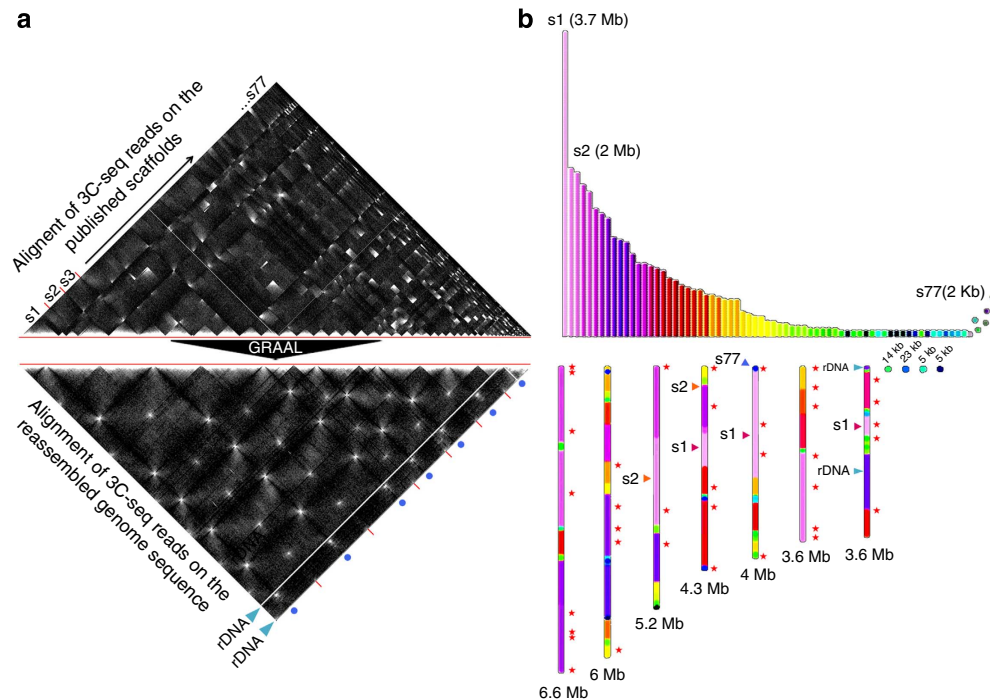 a
Alignent of 3C-seq reads on the
published scaffolds
s1
s2
s3
...s77
GRAAL
Alignment of 3C-seq reads on the
reassembled genome sequence
rDNA
rDNA
b
s1 (3.7 Mb)
s2 (2 Mb)
s77(2 Kb)
14 kb
23 kb
5 kb
5 kb
s77
s2
s1
s2
s1
rDNA
s1
rDNA
6.6 Mb
6 Mb
5.2 Mb
4.3 Mb
4 Mb
3.6 Mb
3.6 Mb